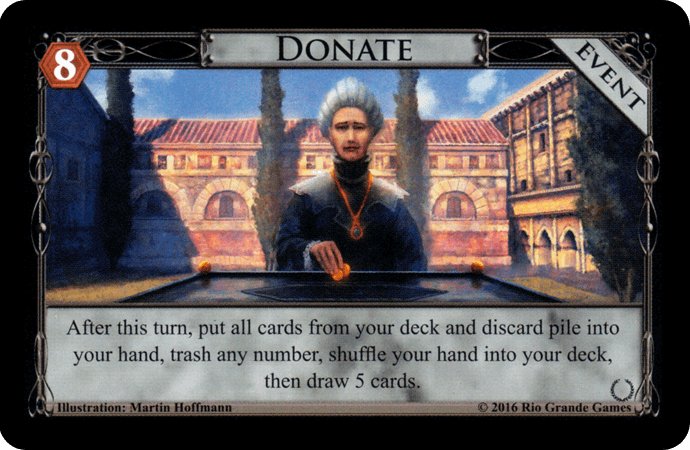 8
DONATE
EVENT
After this turn, put all cards from your deck and discard pile into
your hand, trash any number, shuffle your hand into your deck,
then draw 5 cards.
Illustration: Martin Hoffmann
© 2016 Rio Grande Games